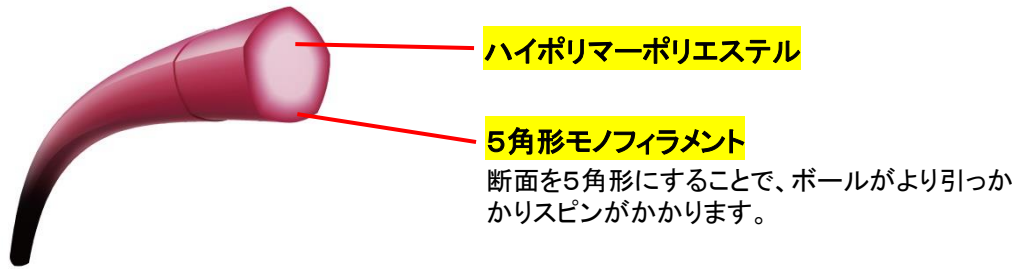 ハイポリマーポリエステル
５角形モノフィラメント
断面を５角形にすることで、ボールがより引っか
かりスピンがかかります。